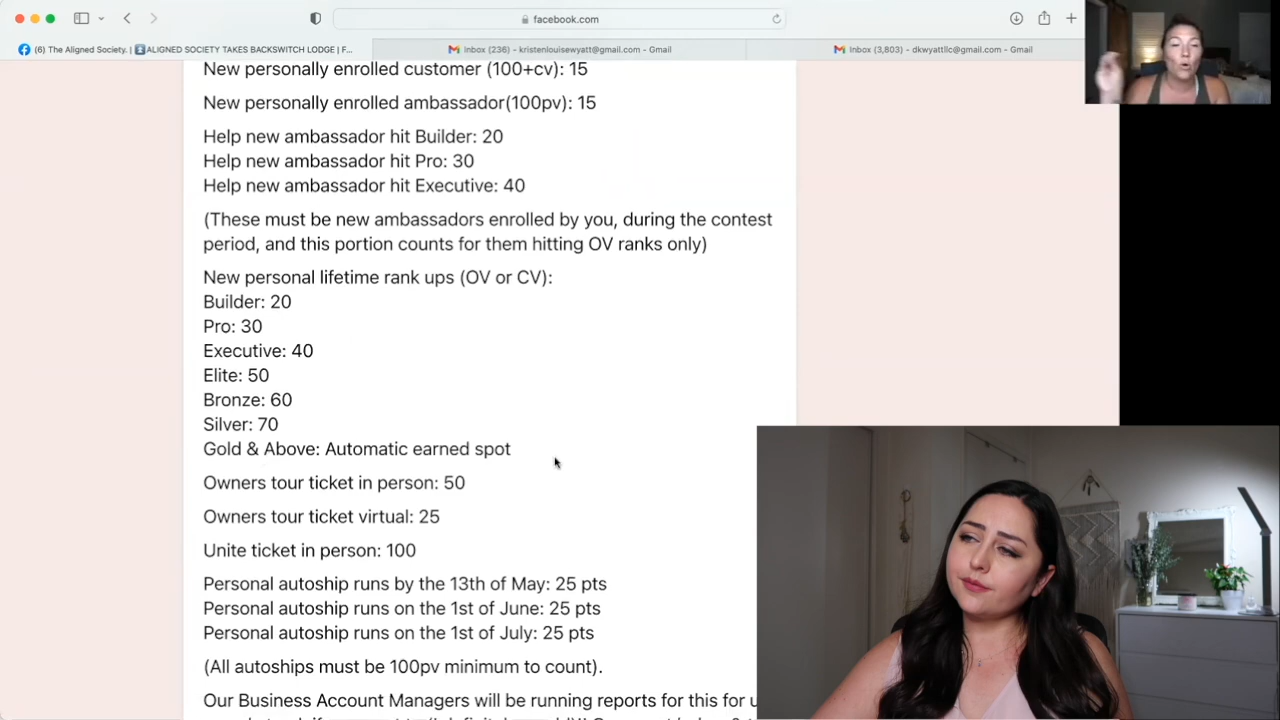 facebook.com
(6) The Aligned Society. | ⬇️ALIGNED SOCIETY TAKES BACKSWITCH LODGE | F...
Inbox (236) - kristenlouisewyatt@gmail.com - Gmail
Inbox (3,803) - dkwyattllc@gmail.com - Gmail
New personally enrolled customer (100+cv): 15
New personally enrolled ambassador(100pv): 15
Help new ambassador hit Builder: 20
Help new ambassador hit Pro: 30
Help new ambassador hit Executive: 40
(These must be new ambassadors enrolled by you, during the contest
period, and this portion counts for them hitting OV ranks only)
New personal lifetime rank ups (OV or CV):
Builder: 20
Pro: 30
Executive: 40
Elite: 50
Bronze: 60
Silver: 70
Gold & Above: Automatic earned spot
Owners tour ticket in person: 50
Owners tour ticket virtual: 25
Unite ticket in person: 100
Personal autoship runs by the 13th of May: 25 pts
Personal autoship runs on the 1st of June: 25 pts
Personal autoship runs on the 1st of July: 25 pts
(All autoships must be 100pv minimum to count).
Our Business Account Managers will be running reports for this for u